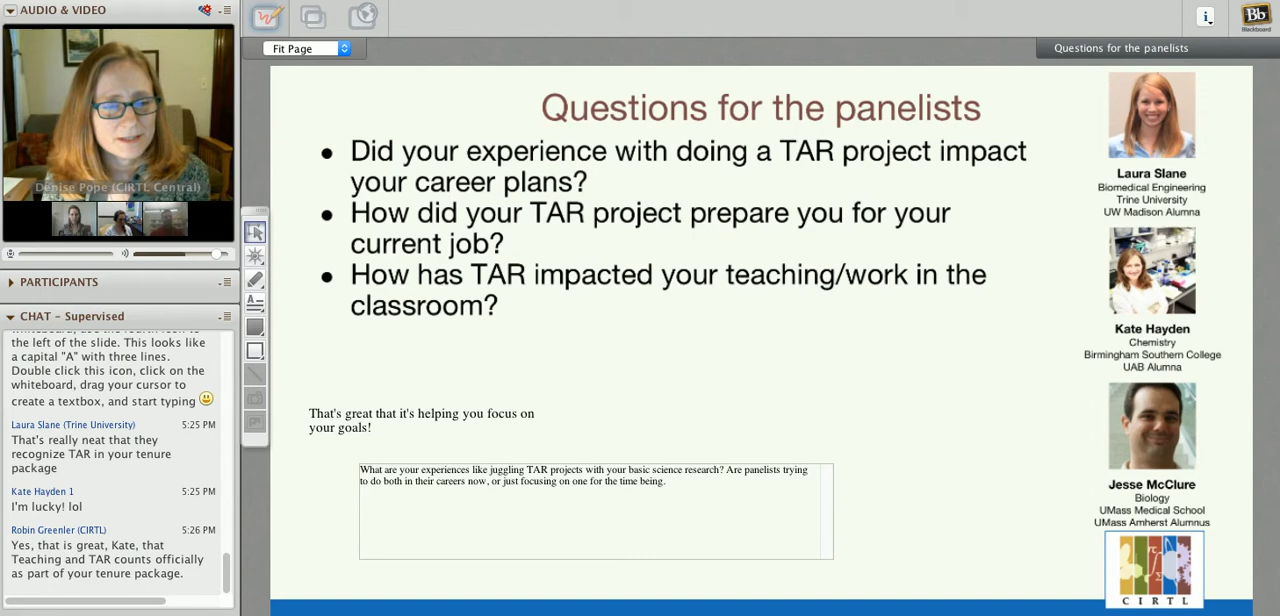 AUDIO & VIDEO
Denise Pope (CIRTL Central)
PARTICIPANTS
CHAT - Supervised
the left of the slide. This looks like
a capital "A" with three lines.
Double click this icon, click on the
whiteboard, drag your cursor to
create a textbox, and start typing
Laura Slane (Trine University) 5:25 PM
That's really neat that they
recognize TAR in your tenure
package
Kate Hayden 1 5:25 PM
I'm lucky! lol
Robin Greenler (CIRTL) 5:26 PM
Yes, that is great, Kate, that
Teaching and TAR counts officially
as part of your tenure package.
Fit Page
Questions for the panelists
Bb
Blackboard
Questions for the panelists
• Did your experience with doing a TAR project impact
your career plans?
• How did your TAR project prepare you for your
current job?
• How has TAR impacted your teaching/work in the
classroom?
That's great that it's helping you focus on
your goals!
What are your experiences like juggling TAR projects with your basic science research? Are panelists trying
to do both in their careers now, or just focusing on one for the time being.
Laura Slane
Biomedical Engineering
Trine University
UW Madison Alumna
Kate Hayden
Chemistry
Birmingham Southern College
UAB Alumna
Jesse McClure
Biology
UMass Medical School
UMass Amherst Alumnus
CIRTL